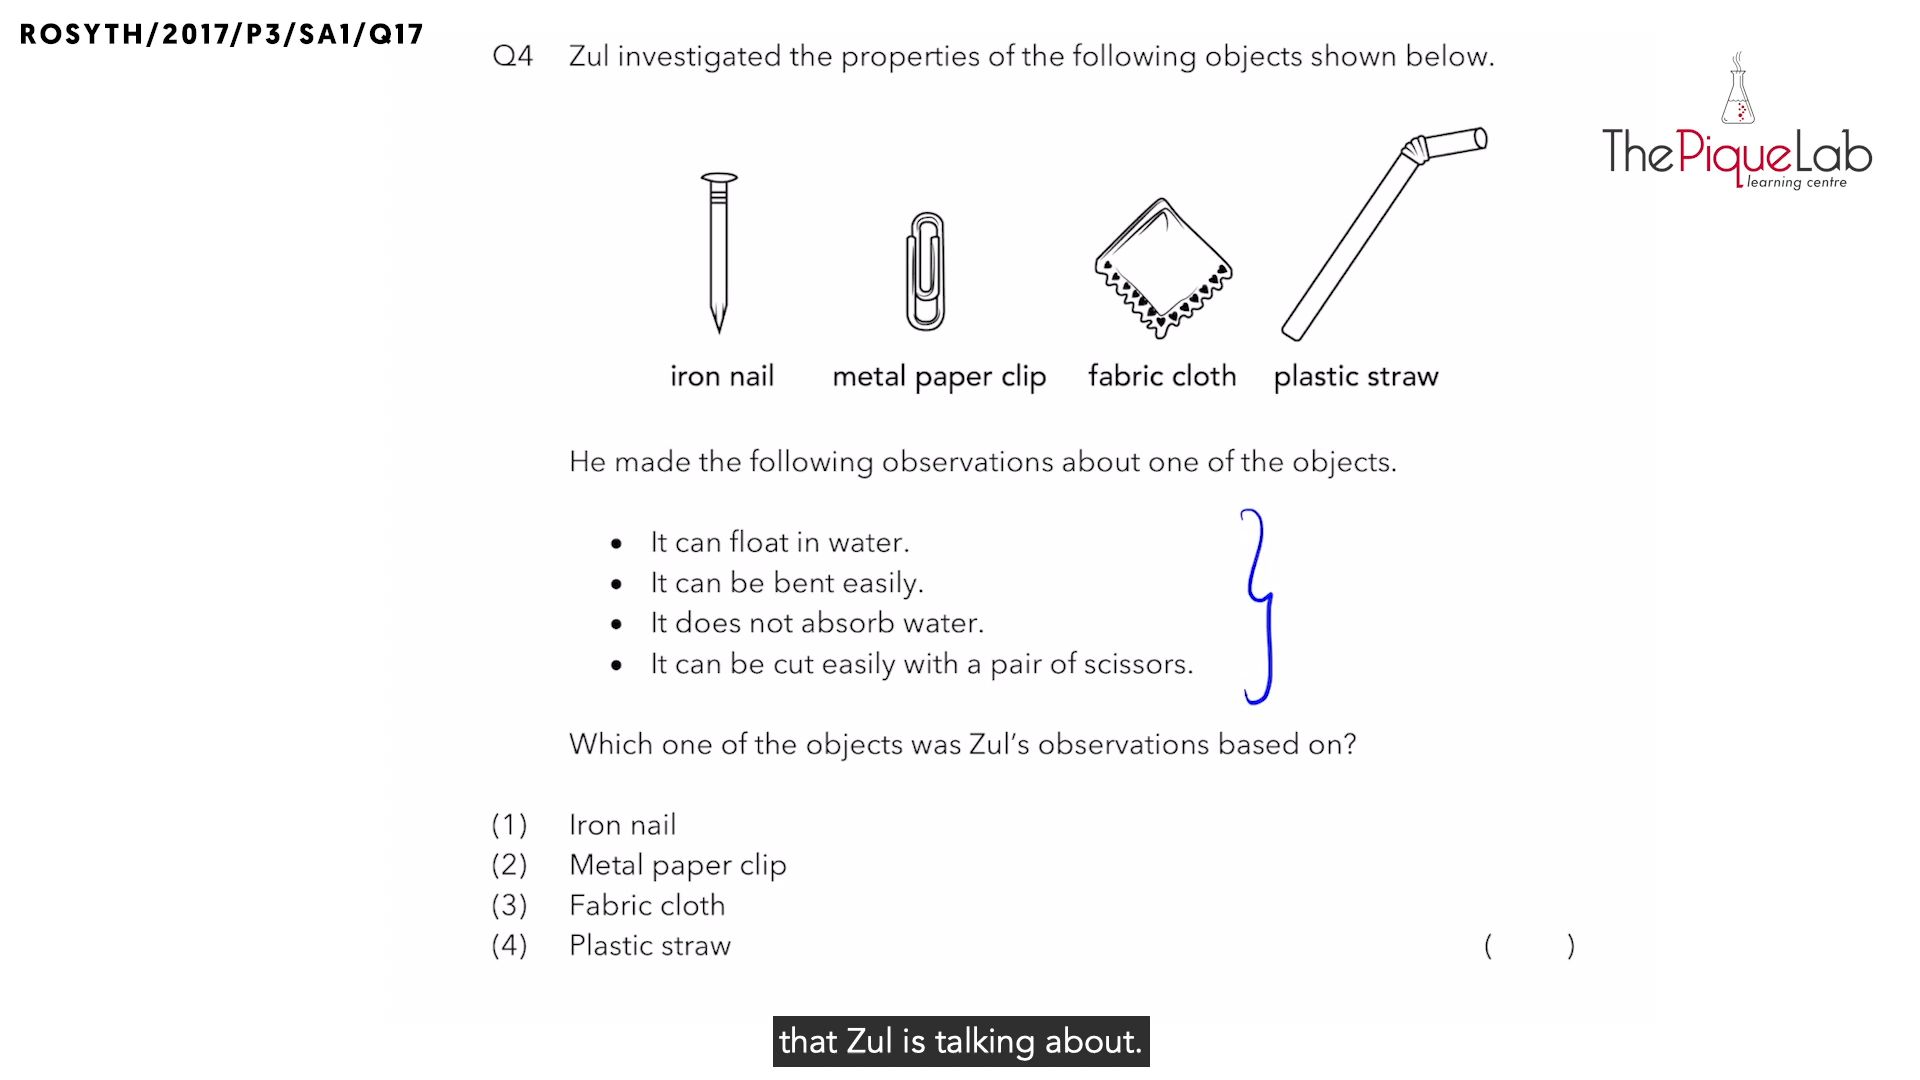 ROSYTH/2017/P3/SA1/Q17
Q4 Zul investigated the properties of the following objects shown below.
ThePiqueLab
learning centre
iron nail metal paper clip fabric cloth plastic straw
He made the following observations about one of the objects.
• It can float in water.
• It can be bent easily.
• It does not absorb water.
• It can be cut easily with a pair of scissors.
Which one of the objects was Zul’s observations based on?
(1) Iron nail
(2) Metal paper clip
(3) Fabric cloth
(4) Plastic straw ( )
that Zul is talking about.